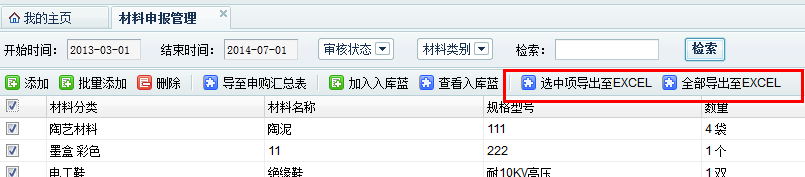 我的主页 材料申报管理
开始时间： 2013-03-01 结束时间： 2014-07-01 审核状态 材料类别 检索： 检索
添加 批量添加 删除 导至申购汇总表 加入入库蓝 查看入库蓝 选中项导出至EXCEL 全部导出至EXCEL
材料分类 材料名称 规格型号 数量
陶艺材料 陶泥 111 4 袋
墨盒 彩色 11 222 1 个
电工鞋 绝缘鞋 耐10KV高压 1 双